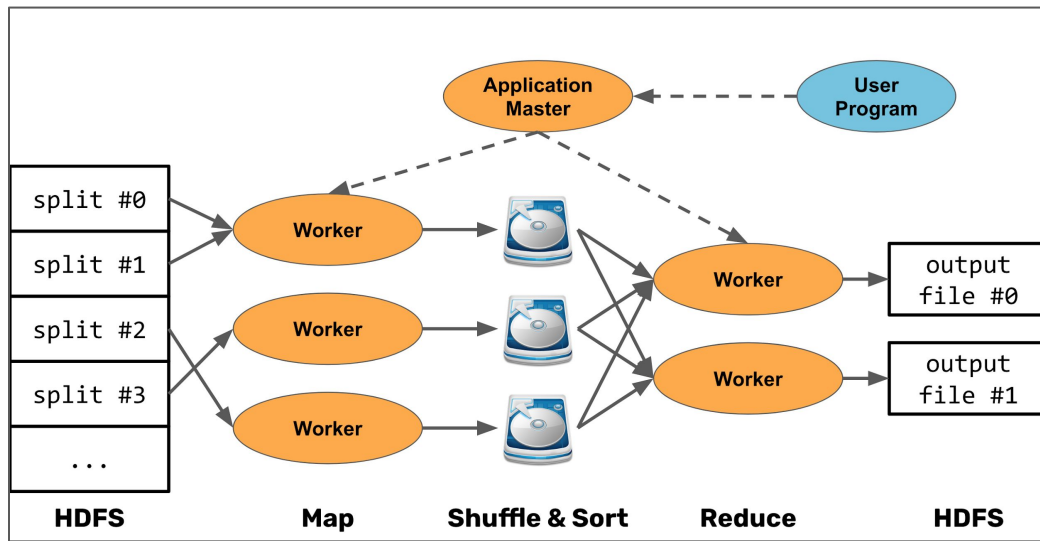 Application
Master
User
Program
split #0
split #1
split #2
split #3
...
Worker
Worker
Worker
Worker
Worker
output
file #0
output
file #1
HDFS
Map
Shuffle & Sort
Reduce
HDFS